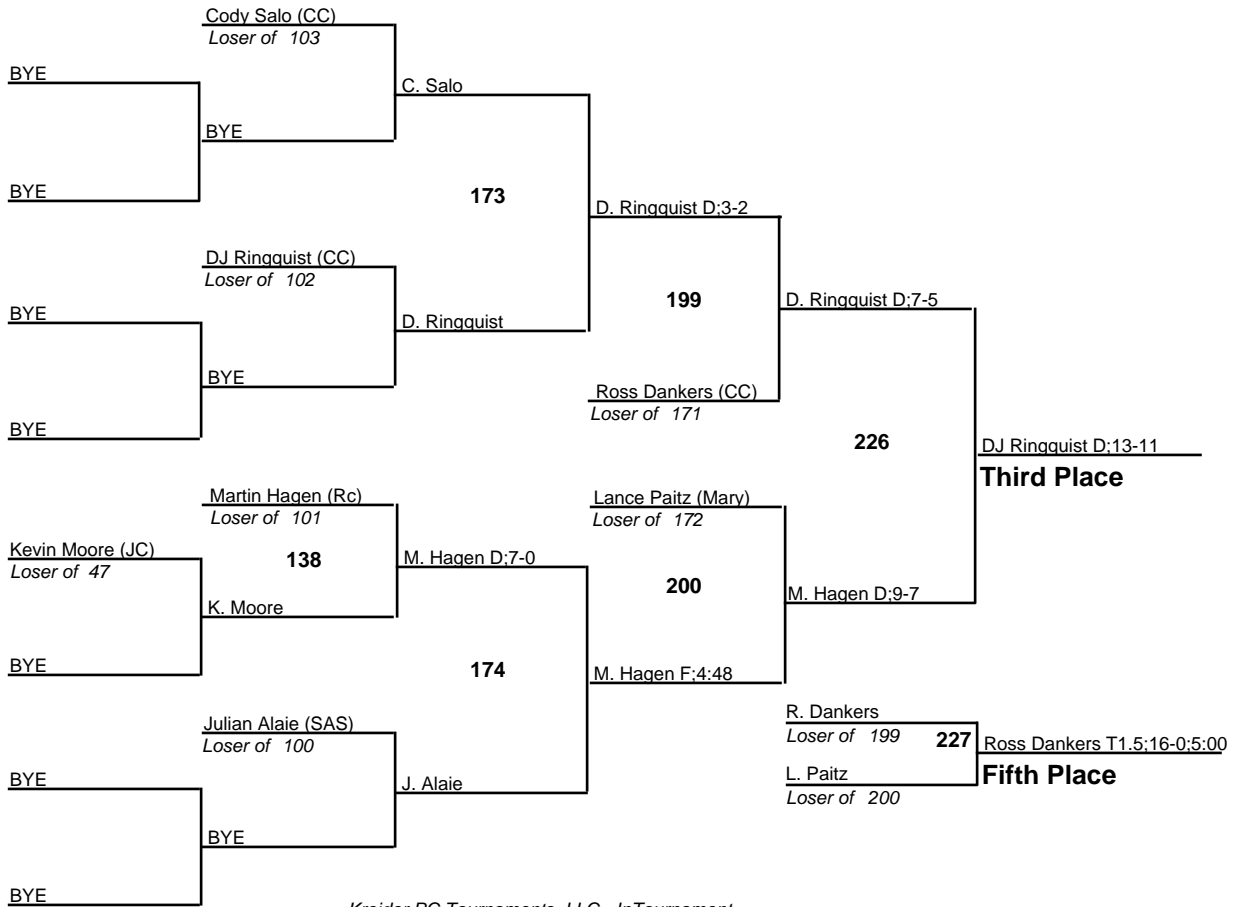 Cody Salo (CC)
Loser of 103
BYE
C. Salo
BYE
BYE
173
D. Ringquist D;3-2
DJ Ringquist (CC)
Loser of 102
199
D. Ringquist D;7-5
BYE
D. Ringquist
BYE
Ross Dankers (CC)
Loser of 171
BYE
226
DJ Ringquist D;13-11
Third Place
Martin Hagen (Rc)
Loser of 101
Lance Paitz (Mary)
Loser of 172
Kevin Moore (JC)
Loser of 47
138
M. Hagen D;7-0
200
K. Moore
M. Hagen D;9-7
BYE
174
M. Hagen F;4:48
Julian Alaie (SAS)
Loser of 100
R. Dankers
Loser of 199
227
Ross Dankers T1.5;16-0;5:00
Fifth Place
BYE
J. Alaie
L. Paitz
Loser of 200
BYE
BYE